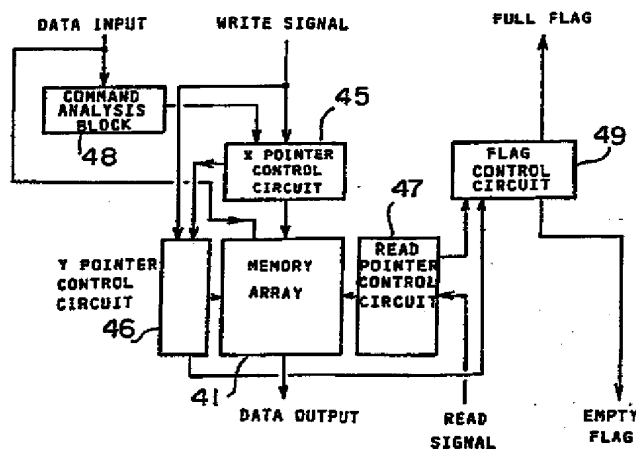 DATA INPUT
WRITE SIGNAL
FULL FLAG
COMMAND
ANALYSIS
BLOCK
48
45
X POINTER
CONTROL
CIRCUIT
FLAG
CONTROL
CIRCUIT
49
47
Y POINTER
CONTROL
CIRCUIT
46
MEMORY
ARRAY
41
READ
POINTER
CONTROL
CIRCUIT
DATA OUTPUT
READ
SIGNAL
EMPTY
FLAG